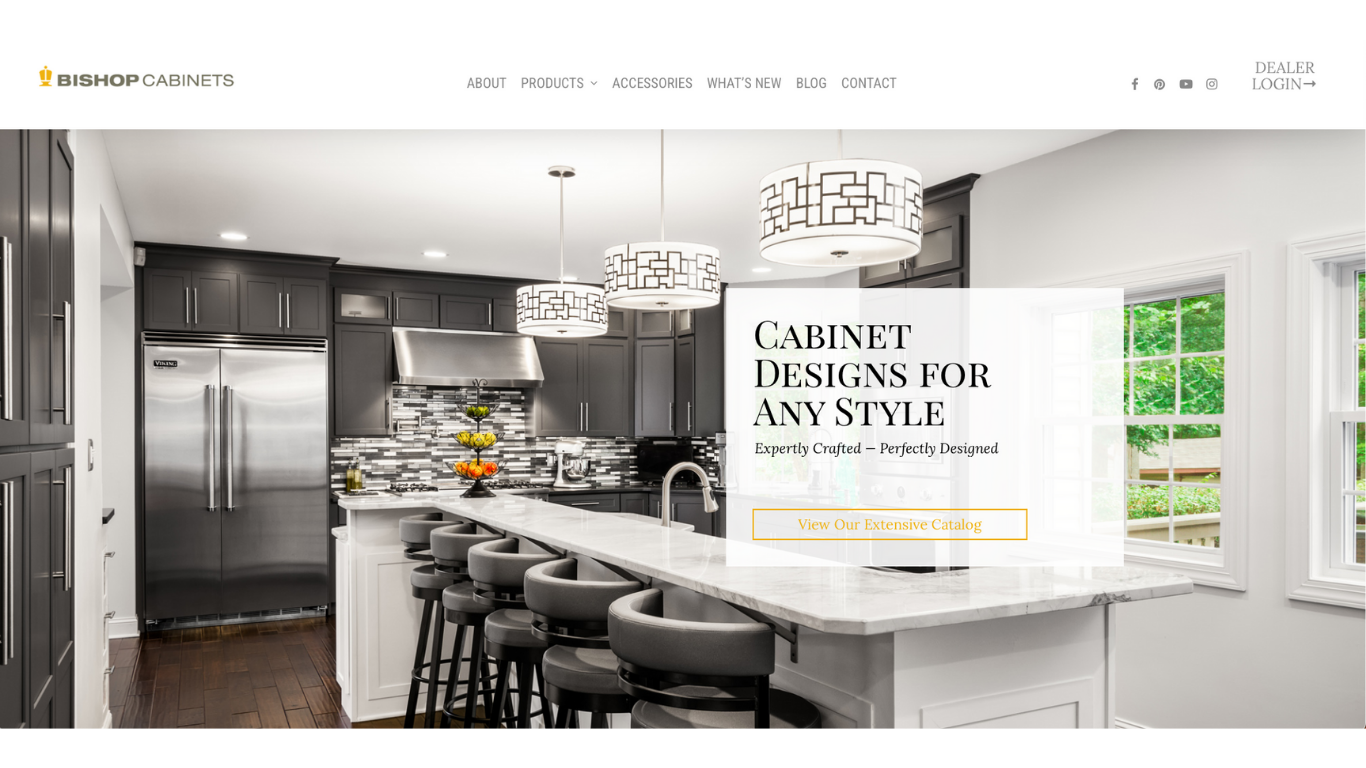 BISHOP CABINETS
ABOUT PRODUCTS ACCESSORIES WHAT'S NEW BLOG CONTACT
DEALER
LOGIN→
VIKING
Cabinet
Designs for
Any Style
Expertly Crafted — Perfectly Designed
View Our Extensive Catalog